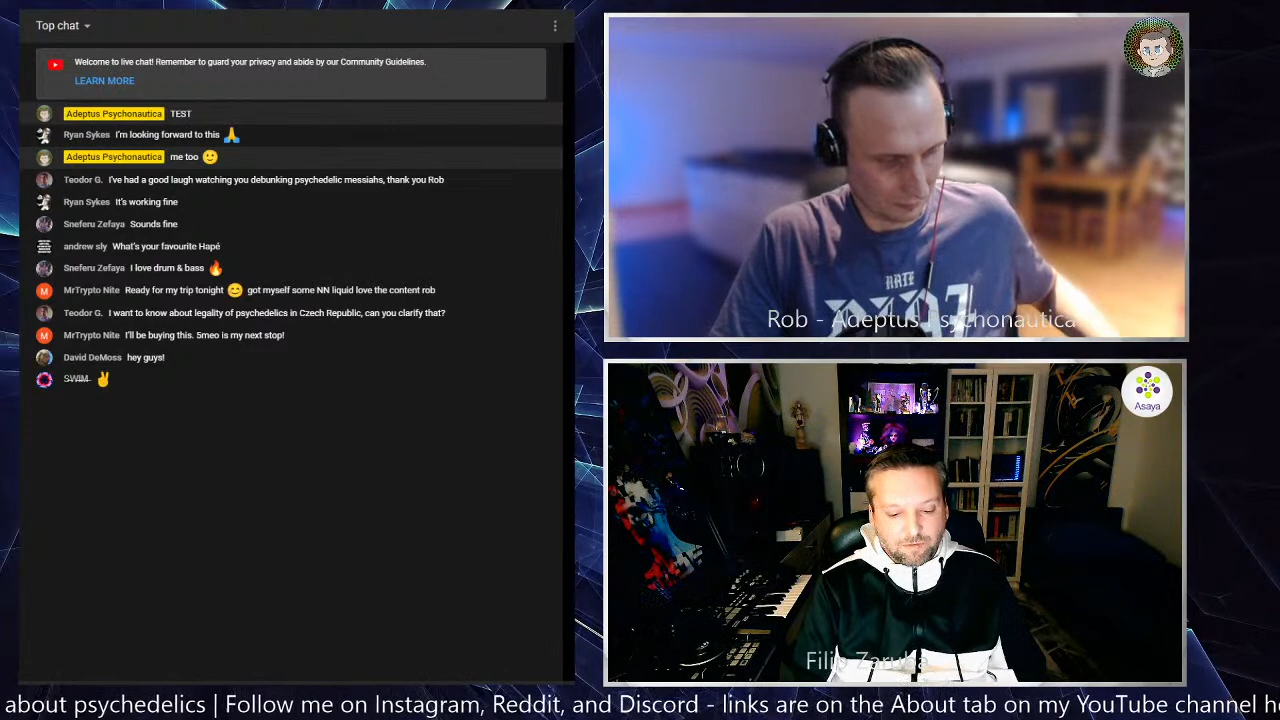 Top chat
Welcome to live chat! Remember to guard your privacy and abide by our Community Guidelines.
LEARN MORE
Adeptus Psychonautica TEST
Ryan Sykes I'm looking forward to this 🙏
Adeptus Psychonautica me too 🙂
Teodor G. I've had a good laugh watching you debunking psychedelic messiahs, thank you Rob
Ryan Sykes It's working fine
Sneferu Zefaya Sounds fine
andrew sly What's your favourite Hapé
Sneferu Zefaya I love drum & bass 🔥
MrTrypto Nite Ready for my trip tonight 😊 got myself some NN liquid love the content rob
Teodor G. I want to know about legality of psychedelics in Czech Republic, can you clarify that?
MrTrypto Nite I'll be buying this. 5meo is my next stop!
David DeMoss hey guys!
SWIM ✌
Rob - Adeptus Psychonautica
Asaya
Filip Zaruba
about psychedelics | Follow me on Instagram, Reddit, and Discord - links are on the About tab on my YouTube channel